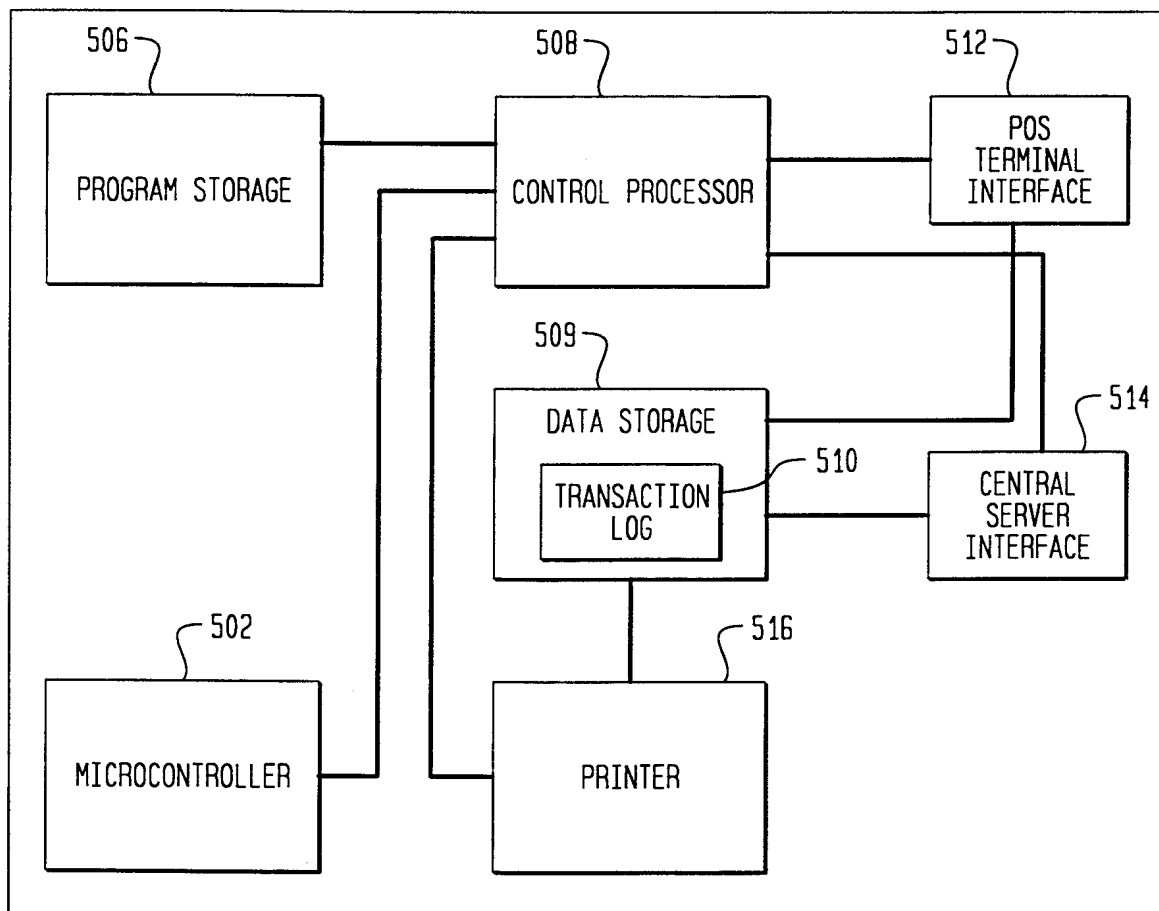 506
508
512
PROGRAM STORAGE
CONTROL PROCESSOR
POS
TERMINAL
INTERFACE
509
DATA STORAGE
510
TRANSACTION
LOG
514
CENTRAL
SERVER
INTERFACE
502
516
MICROCONTROLLER
PRINTER